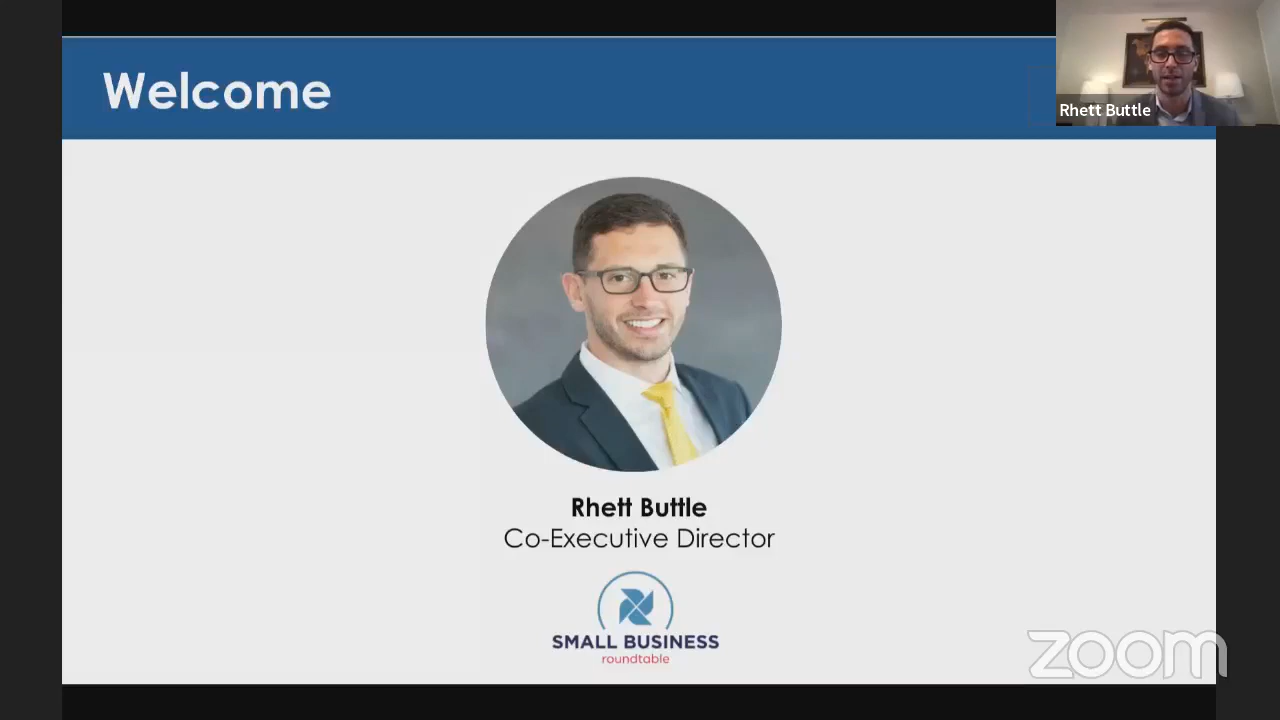 Welcome
Rhett Buttle
Rhett Buttle
Co-Executive Director
SMALL BUSINESS
roundtable
zoom